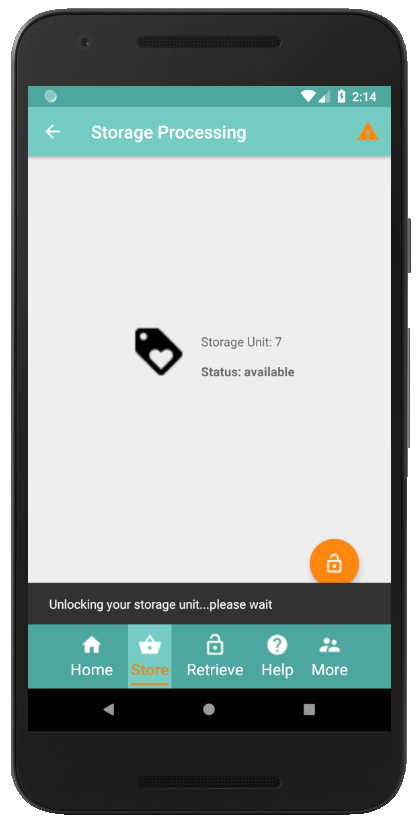 2:14
Storage Processing
Storage Unit: 7
Status: available
Unlocking your storage unit...please wait
Home Store Retrieve Help More